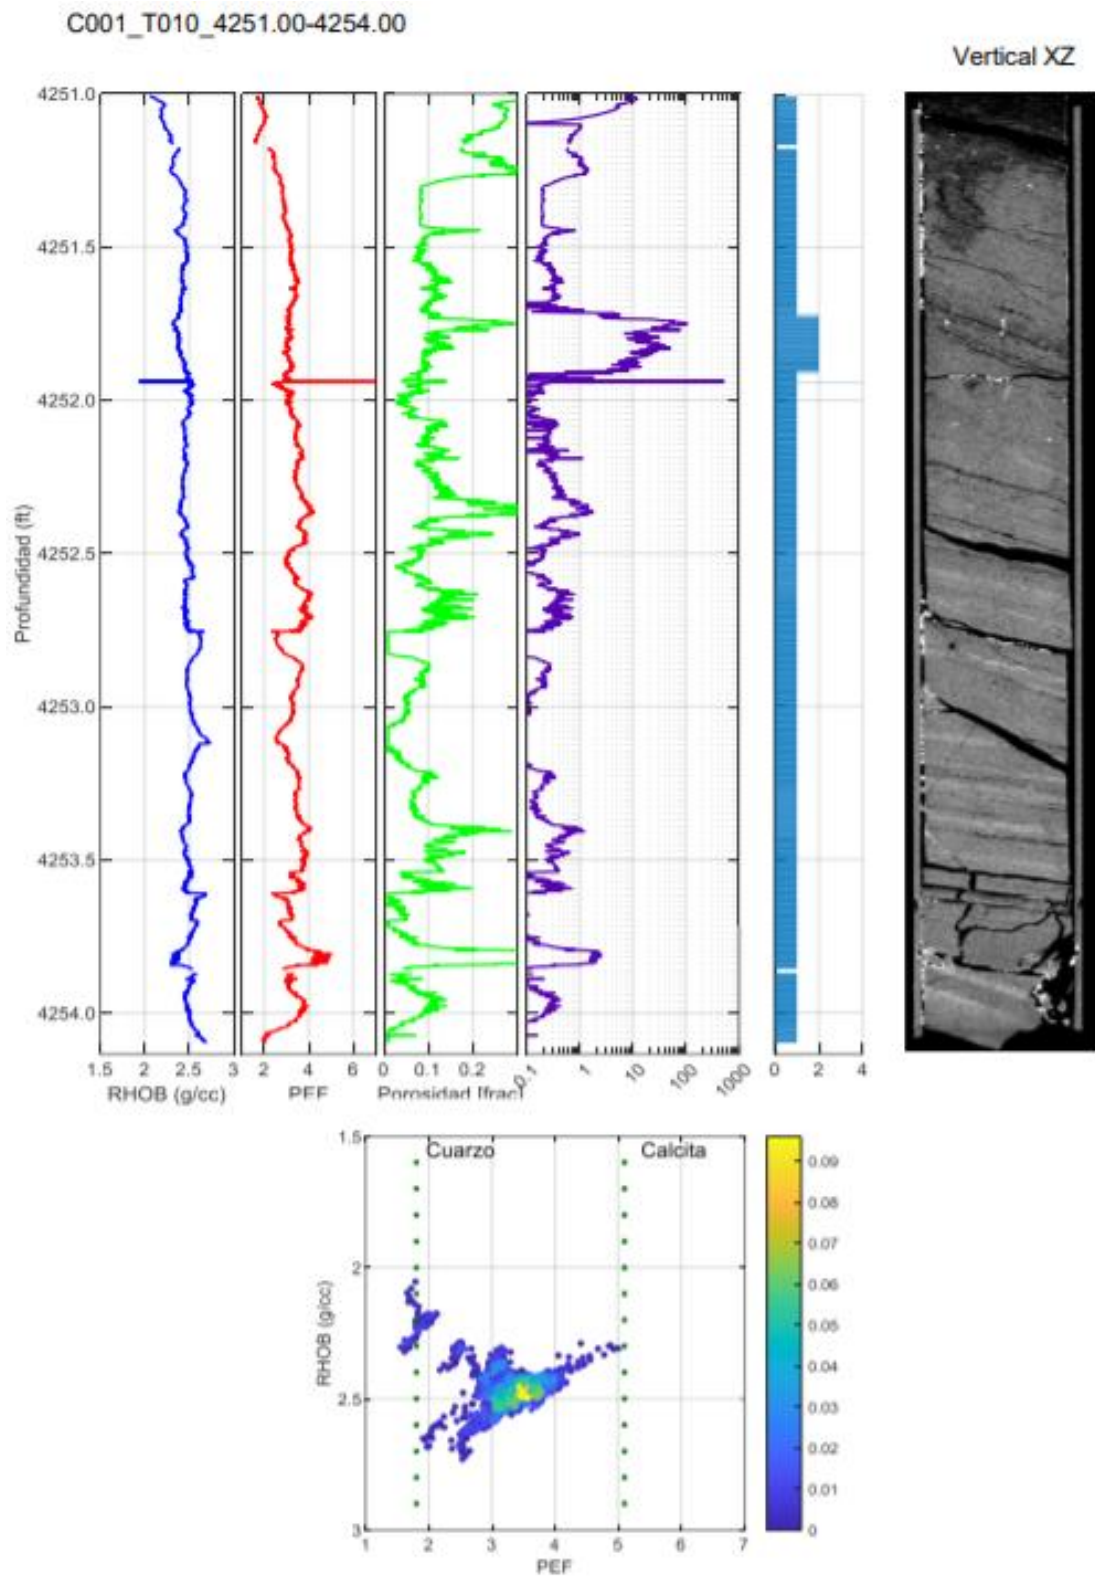 C001_T010_4251.00-4254.00
Vertical XZ
4251.0
4251.5
4252.0
4252.5
4253.0
4253.5
4254.0
Profundidad (ft)
1.5 2 2.5 3 2 4 6 0 0.1 0.2 0.1 1 10 100 1000 0 2 4
RHOB (g/cc) PEF Porosidad [frac]
Cuarzo Calcita
1.5
2
2.5
3
RHOB (g/cc)
1 2 3 4 5 6 7
PEF
0.09
0.08
0.07
0.06
0.05
0.04
0.03
0.02
0.01
0